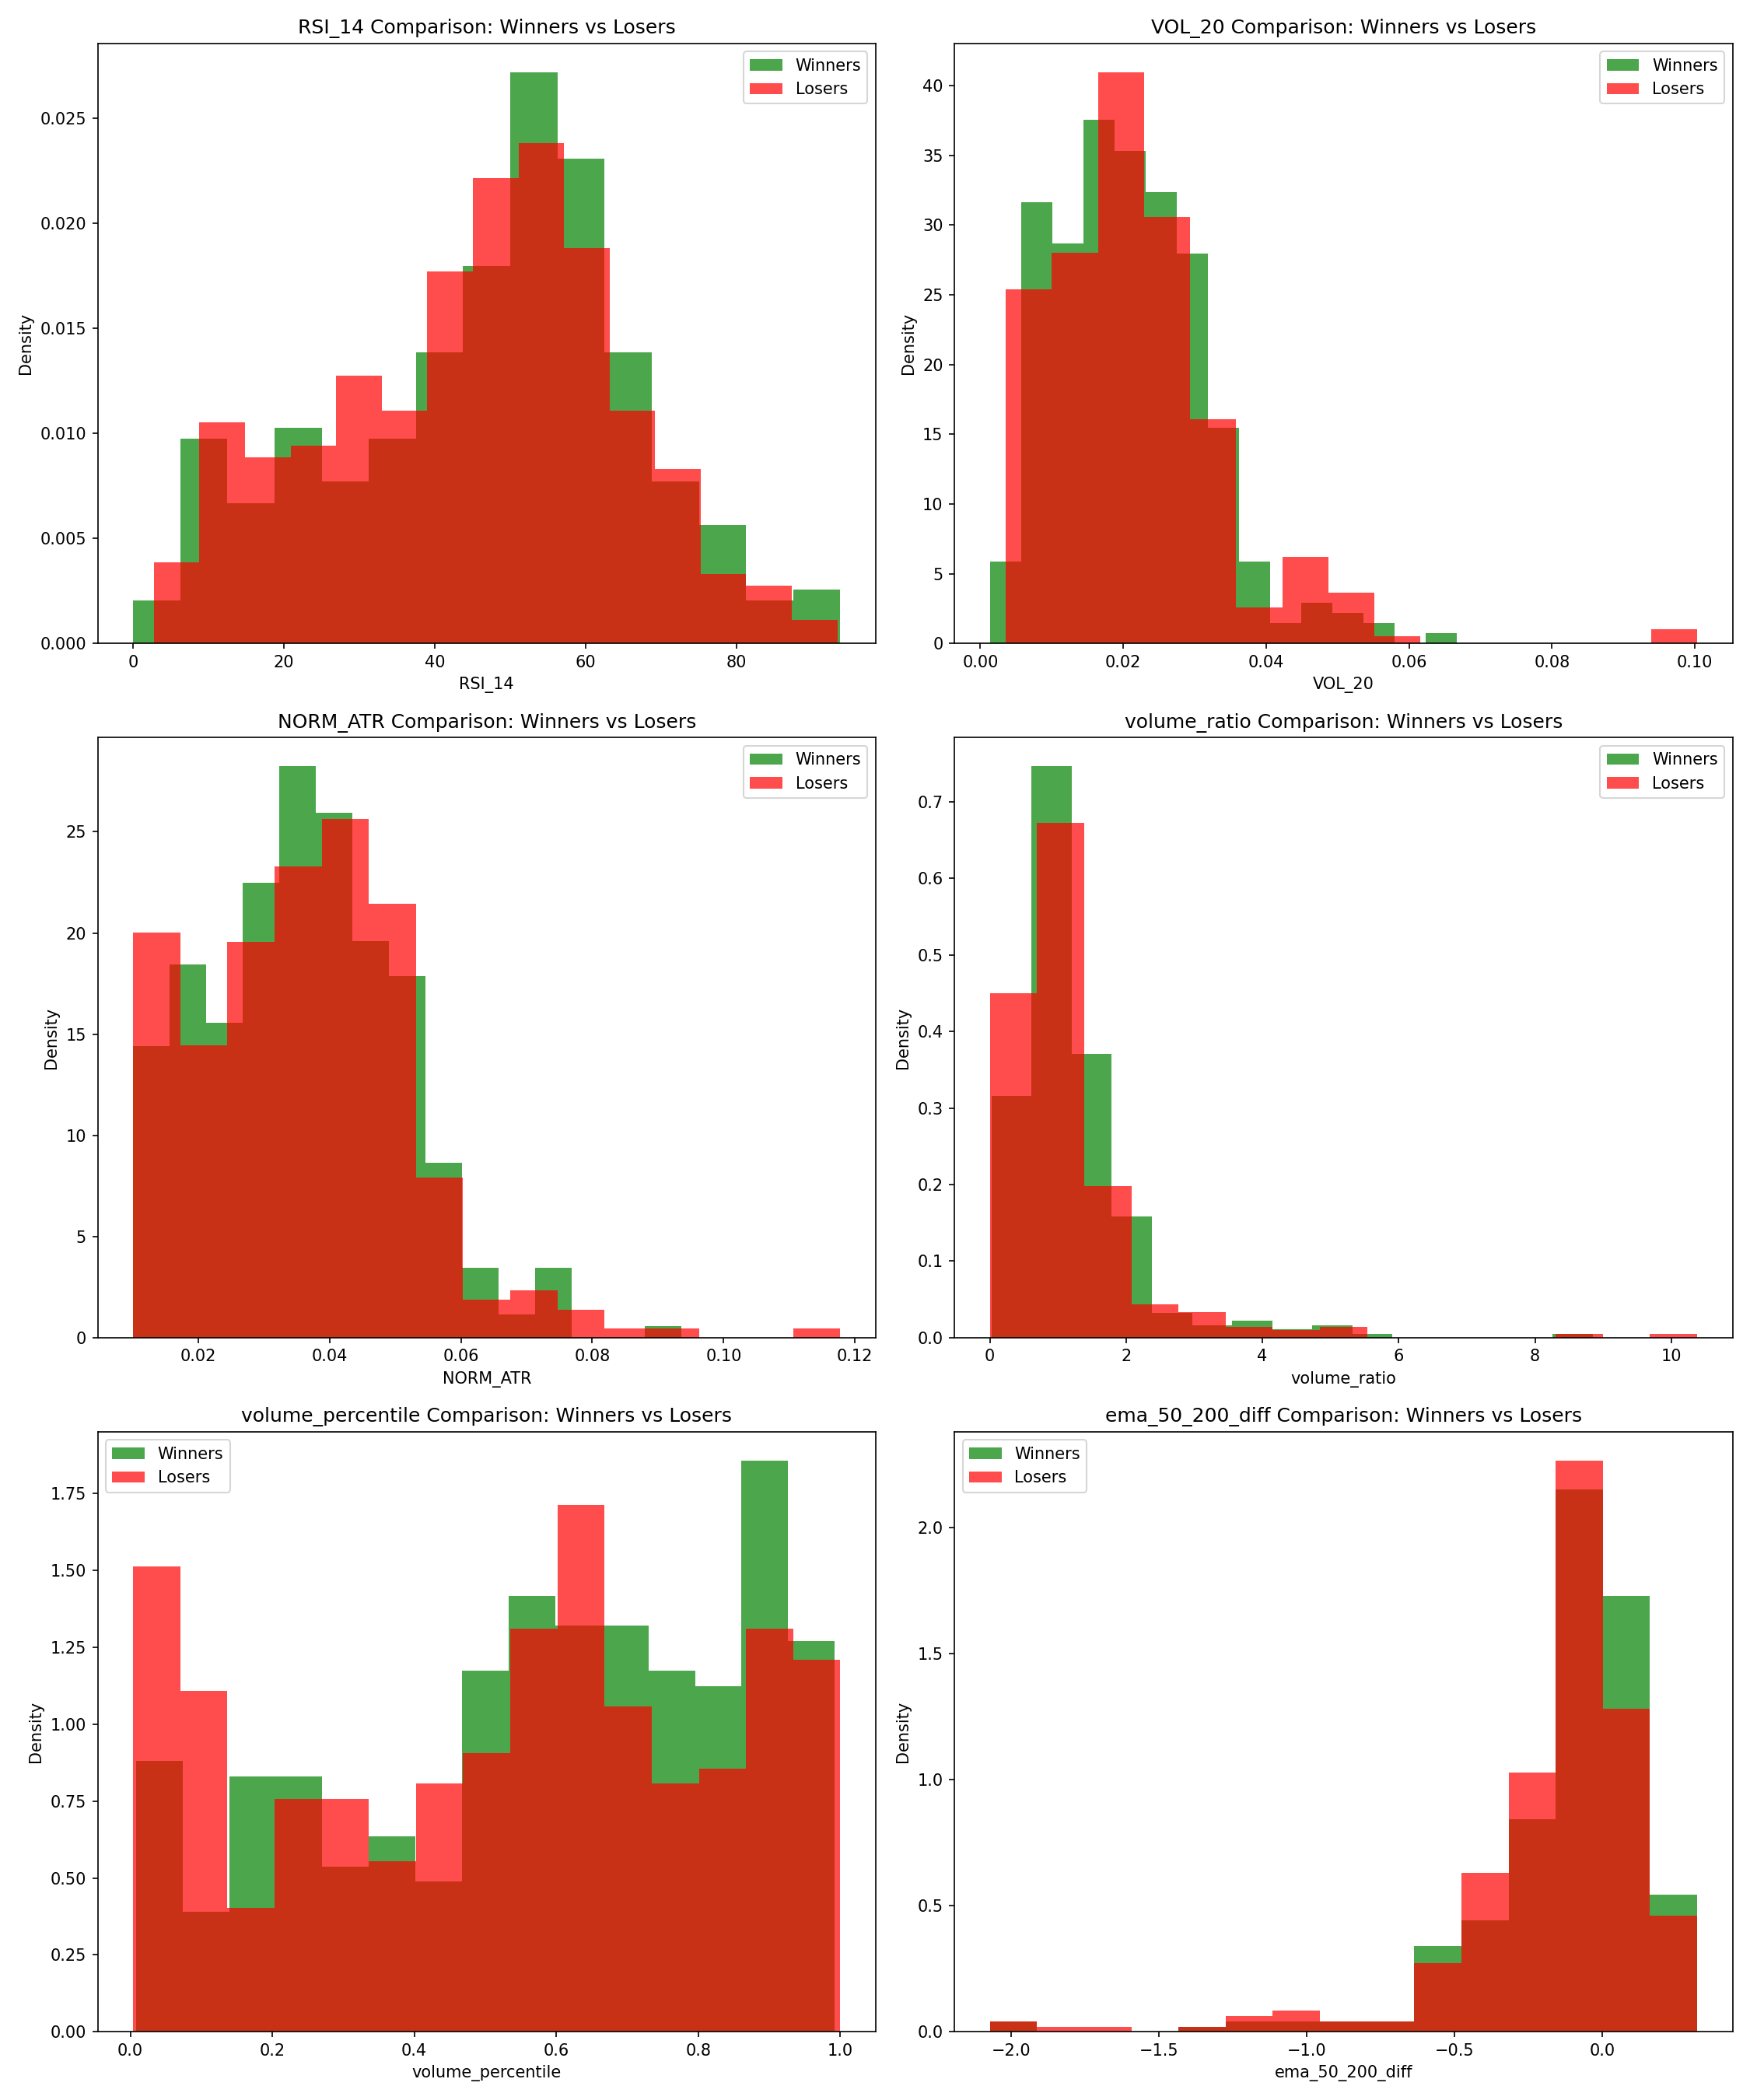 RSI_14 Comparison: Winners vs Losers
Winners
Losers
Density
0.025
0.020
0.015
0.010
0.005
0.000
0
20
40
60
80
RSI_14
VOL_20 Comparison: Winners vs Losers
Winners
Losers
Density
40
35
30
25
20
15
10
5
0
0.00
0.02
0.04
0.06
0.08
0.10
VOL_20
NORM_ATR Comparison: Winners vs Losers
Winners
Losers
Density
25
20
15
10
5
0
0.02
0.04
0.06
0.08
0.10
0.12
NORM_ATR
volume_ratio Comparison: Winners vs Losers
Winners
Losers
Density
0.7
0.6
0.5
0.4
0.3
0.2
0.1
0.0
0
2
4
6
8
10
volume_ratio
volume_percentile Comparison: Winners vs Losers
Winners
Losers
Density
1.75
1.50
1.25
1.00
0.75
0.50
0.25
0.00
0.0
0.2
0.4
0.6
0.8
1.0
volume_percentile
ema_50_200_diff Comparison: Winners vs Losers
Winners
Losers
Density
2.0
1.5
1.0
0.5
0.0
−2.0
−1.5
−1.0
−0.5
0.0
ema_50_200_diff